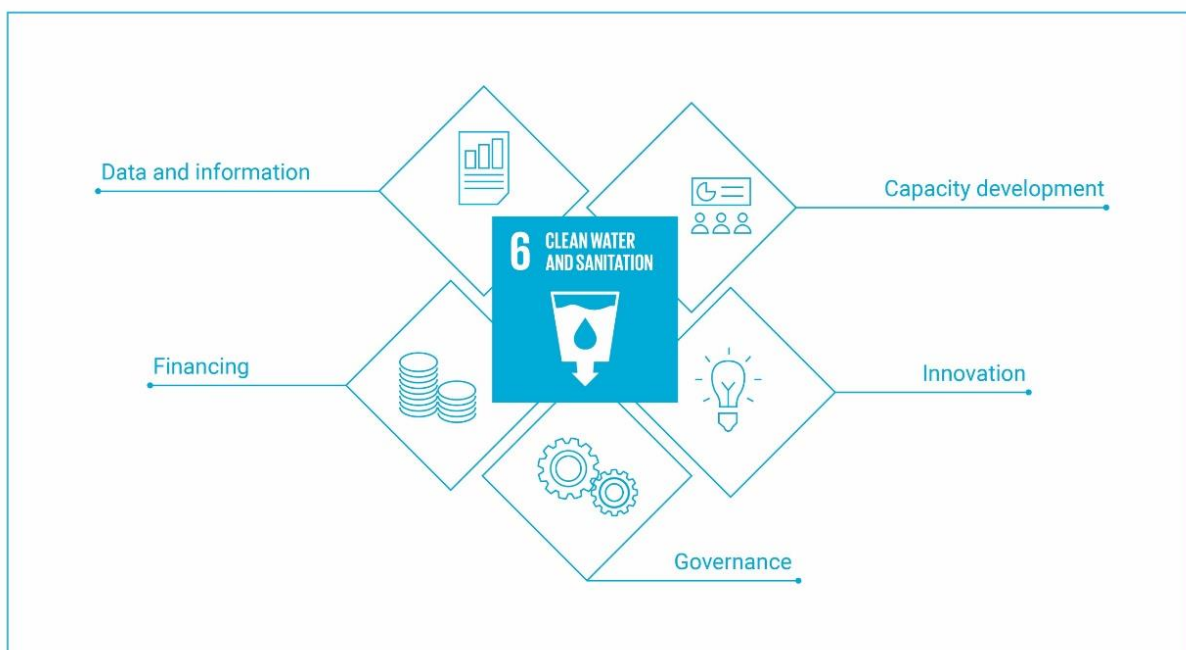 Data and information
Capacity development
6 CLEAN WATER
AND SANITATION
Financing
Innovation
Governance